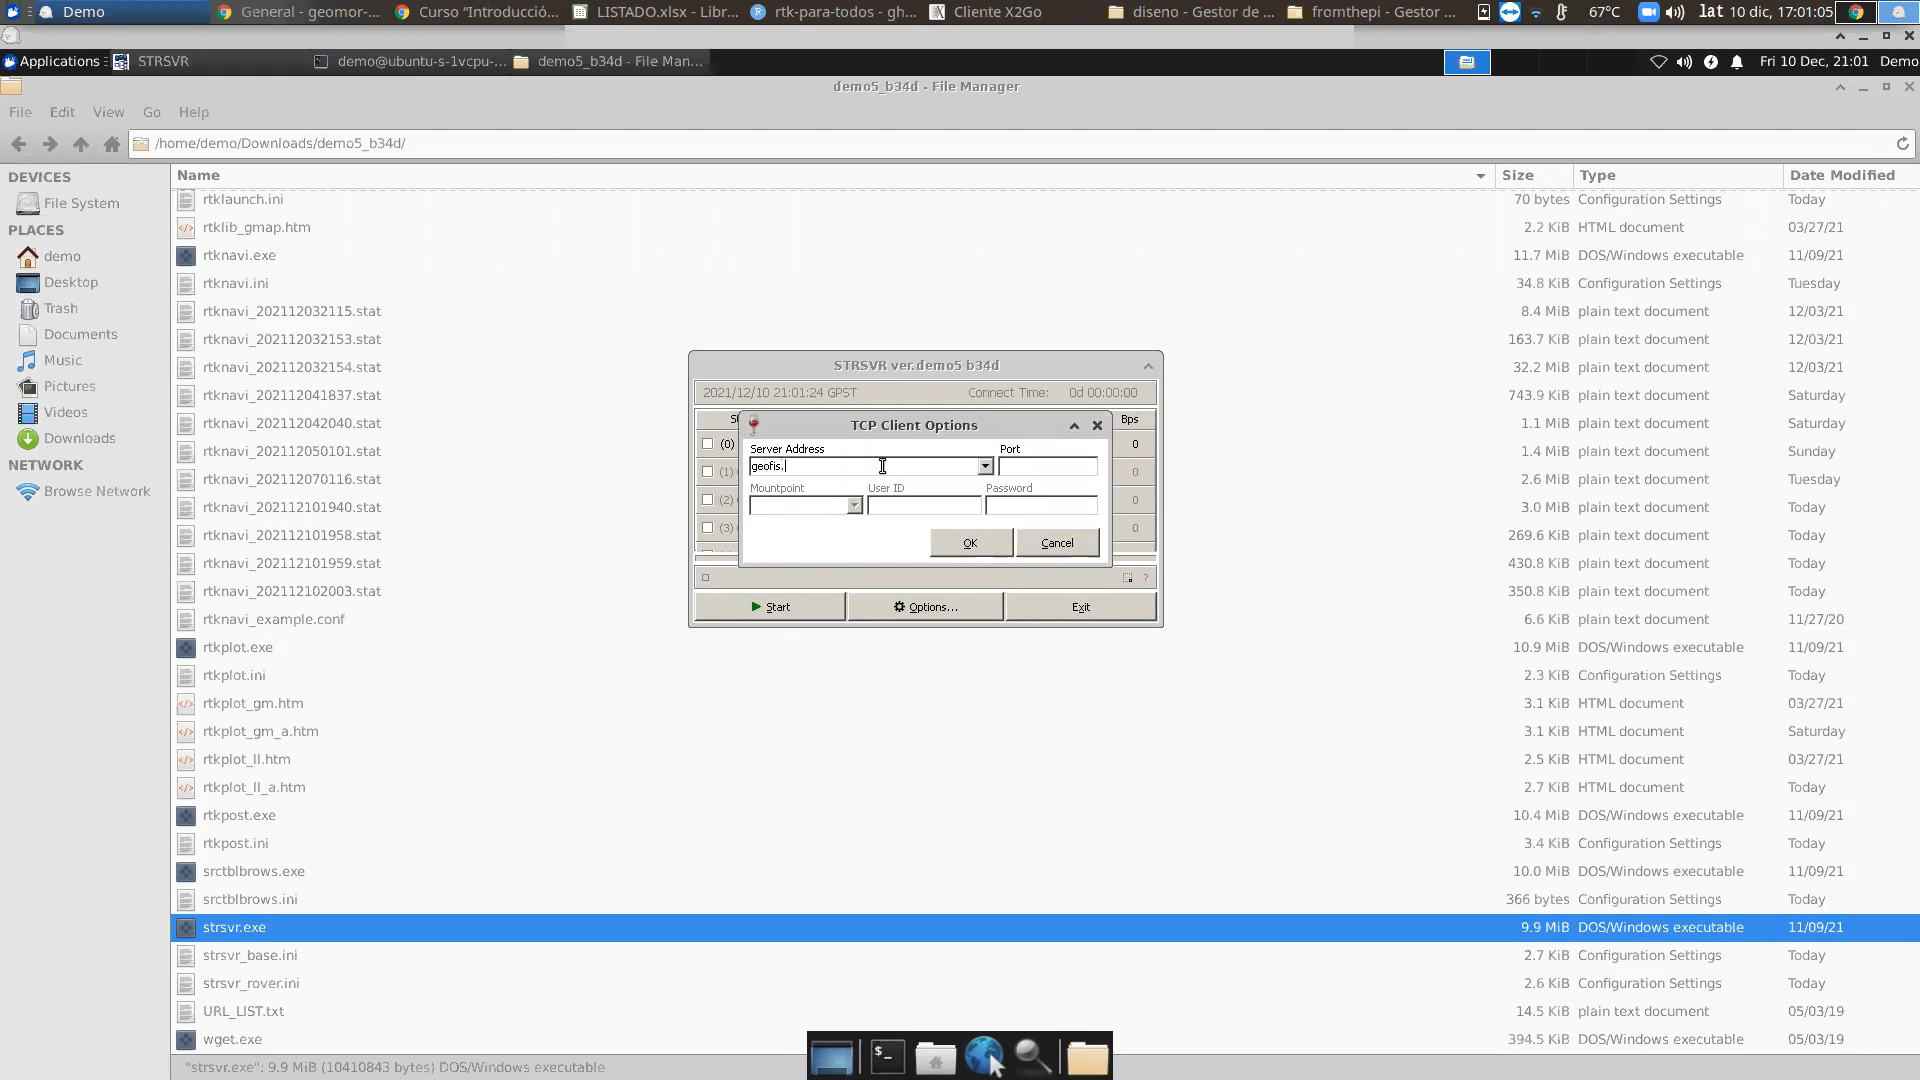 Demo
General - geomor-...
Curso “Introducció...
LISTADO.xlsx - Libr...
rtk-para-todos - gh...
Cliente X2Go
diseno - Gestor de ...
fromthepi - Gestor ...
67°C
lat 10 dic, 17:01:05
Applications
STRSVR
demo@ubuntu-s-1vcpu-...
demo5_b34d - File Man...
Fri 10 Dec, 21:01
Demo
demo5_b34d - File Manager
File Edit View Go Help
/home/demo/Downloads/demo5_b34d/
DEVICES
File System
PLACES
demo
Desktop
Trash
Documents
Music
Pictures
Videos
Downloads
NETWORK
Browse Network
Name Size Type Date Modified
rtklaunch.ini 70 bytes Configuration Settings Today
rtklib_gmap.htm 2.2 KiB HTML document 03/27/21
rtknavi.exe 11.7 MiB DOS/Windows executable 11/09/21
rtknavi.ini 34.8 KiB Configuration Settings Tuesday
rtknavi_202112032115.stat 8.4 MiB plain text document 12/03/21
rtknavi_202112032153.stat 163.7 KiB plain text document 12/03/21
rtknavi_202112032154.stat 32.2 MiB plain text document 12/03/21
rtknavi_202112041837.stat 743.9 KiB plain text document Saturday
rtknavi_202112042040.stat 1.1 MiB plain text document Saturday
rtknavi_202112050101.stat 1.4 MiB plain text document Sunday
rtknavi_202112070116.stat 2.6 MiB plain text document Tuesday
rtknavi_202112101940.stat 3.0 MiB plain text document Today
rtknavi_202112101958.stat 269.6 KiB plain text document Today
rtknavi_202112101959.stat 430.8 KiB plain text document Today
rtknavi_202112102003.stat 350.8 KiB plain text document Today
rtknavi_example.conf 6.6 KiB plain text document 11/27/20
rtkplot.exe 10.9 MiB DOS/Windows executable 11/09/21
rtkplot.ini 2.3 KiB Configuration Settings Today
rtkplot_gm.htm 3.1 KiB HTML document 03/27/21
rtkplot_gm_a.htm 3.1 KiB HTML document Saturday
rtkplot_ll.htm 2.5 KiB HTML document 03/27/21
rtkplot_ll_a.htm 2.7 KiB HTML document Today
rtkpost.exe 10.4 MiB DOS/Windows executable 11/09/21
rtkpost.ini 3.4 KiB Configuration Settings Today
srctblbrows.exe 10.0 MiB DOS/Windows executable 11/09/21
srctblbrows.ini 366 bytes Configuration Settings Today
strsvr.exe 9.9 MiB DOS/Windows executable 11/09/21
strsvr_base.ini 2.7 KiB Configuration Settings Today
strsvr_rover.ini 2.6 KiB Configuration Settings Today
URL_LIST.txt 14.5 KiB plain text document 05/03/19
wget.exe 394.5 KiB DOS/Windows executable 05/03/19
"strsvr.exe": 9.9 MiB (10410843 bytes) DOS/Windows executable
STRSVR ver.demo5 b34d
2021/12/10 21:01:24 GPST Connect Time: 0d 00:00:00
Bps
(0) 0
(1) 0
(2) 0
(3) 0
TCP Client Options
Server Address Port
geofis.
Mountpoint User ID Password
OK Cancel
?
Start Options... Exit